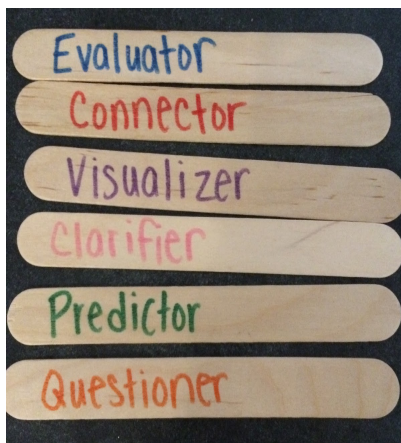 Evaluator
Connector
Visualizer
Clarifier
Predictor
Questioner